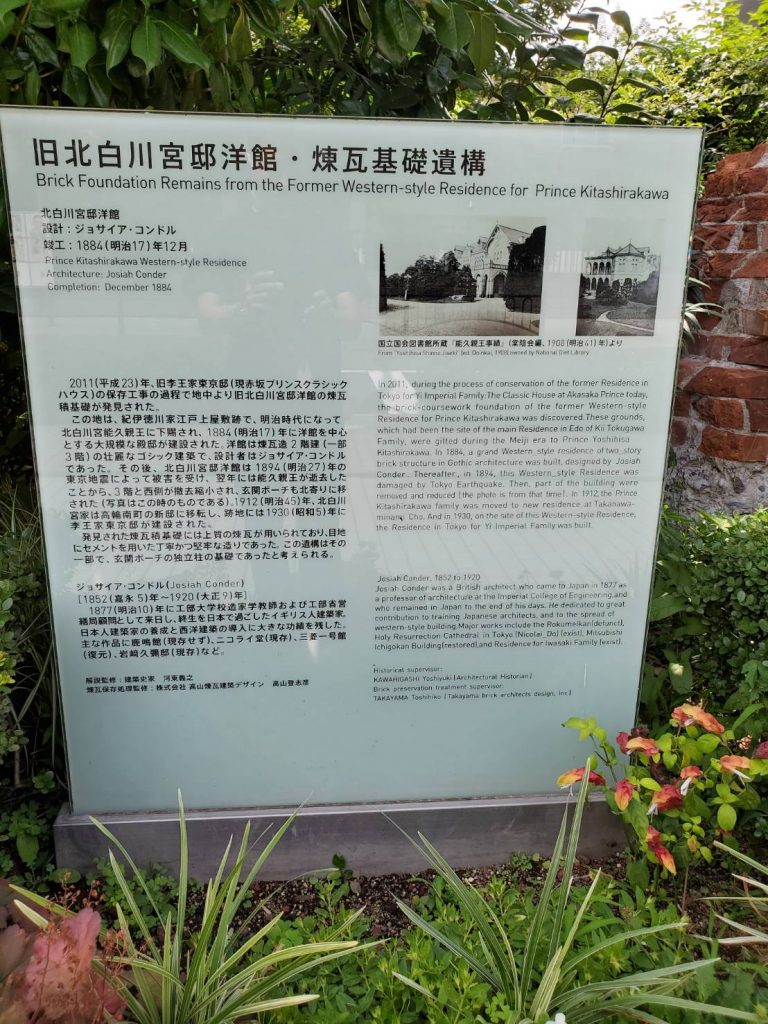 旧北白川宮邸洋館・煉瓦基礎遺構
Brick Foundation Remains from the Former Western-style Residence for Prince Kitashirakawa
北白川宮邸洋館
設計：ジョサイア・コンドル
竣工：1884(明治17)年12月
Prince Kitashirakawa Western-style Residence
Architecture: Josiah Conder
Completion: December 1884
国立国会図書館所蔵「能久親王事績」(棠陰会編、1908(明治41)年)より
From "Yoshihisa Shinno Jiseki" (ed. Doinkai, 1908) owned by National Diet Library
2011(平成23)年、旧李王家東京邸(現赤坂プリンスクラシック
ハウス)の保存工事の過程で地中より旧北白川宮邸洋館の煉瓦
積基礎が発見された。
この地は、紀伊徳川家江戸上屋敷跡で、明治時代になって
北白川宮能久親王に下賜され、1884(明治17)年に洋館を中心
とする大規模な殿邸が建設された。洋館は煉瓦造2階建(一部
3階)の壮麗なゴシック建築で、設計者はジョサイア・コンドル
であった。その後、北白川宮邸洋館は1894(明治27)年の
東京地震によって被害を受け、翌年には能久親王が逝去した
ことから、3階と西側が撤去縮小され、玄関ポーチも北寄りに移
された(写真はこの時のものである)。1912(明治45)年、北白川
宮家は高輪南町の新邸に移転し、跡地には1930(昭和5)年に
李王家東京邸が建設された。
発見された煉瓦積基礎には上質の煉瓦が用いられており、目地
にセメントを用いた丁寧かつ堅牢な造りであった。この遺構はその
一部で、玄関ポーチの独立柱の基礎であったと考えられる。
In 2011, during the process of conservation of the former Residence in
Tokyo for Yi Imperial Family:The Classic House at Akasaka Prince today,
the brick-coursework foundation of the former Western-style
Residence for Prince Kitashirakawa was discovered.These grounds,
which had been the site of the main Residence in Edo of Kii Tokugawa
Family, were gifted during the Meiji era to Prince Yoshihisa
Kitashirakawa. In 1884, a grand Western_style residence of two_story
brick structure in Gothic architecture was built, designed by Josiah
Conder. Thereafter, in 1894, this Western_style Residence was
damaged by Tokyo Earthquake. Then, part of the building were
removed and reduced (the photo is from that time). In 1912,the Prince
Kitashirakawa family was moved to new residence at Takanawa-
minami Cho. And in 1930, on the site of this Western-style Residence,
the Residence in Tokyo for Yi Imperial Family was built.
ジョサイア・コンドル(Josiah Conder)
[1852(嘉永5)年～1920(大正9)年]
1877(明治10)年に工部大学校造家学教師および工部省営
繕局顧問として来日し、終生を日本で過ごしたイギリス人建築家。
日本人建築家の養成と西洋建築の導入に大きな功績を残した。
主な作品に鹿鳴館(現存せず)、ニコライ堂(現存)、三菱一号館
(復元)、岩崎久彌邸(現存)など。
Josiah Conder, 1852 to 1920
Josiah Conder was a British architect who came to Japan in 1877 as
a professor of architecture at the Imperial College of Engineering,and
who remained in Japan to the end of his days. He dedicated to great
contribution to training Japanese architects, and to the spread of
western-style building.Major works include the Rokumeikan(defunct),
Holy Resurrection Cathedral in Tokyo (Nicolai_Do) (exist), Mitsubishi
Ichigokan Building(restored),and Residence for Iwasaki Family (exist).
解説監修：建築史家 河東義之
煉瓦保存処理監修：株式会社 高山煉瓦建築デザイン 高山登志彦
Historical supervisor:
KAWAHIGASHI Yoshiyuki (Architectural Historian)
Brick preservation treatment supervisor:
TAKAYAMA Toshihiko (Takayama brick architects design, Inc)